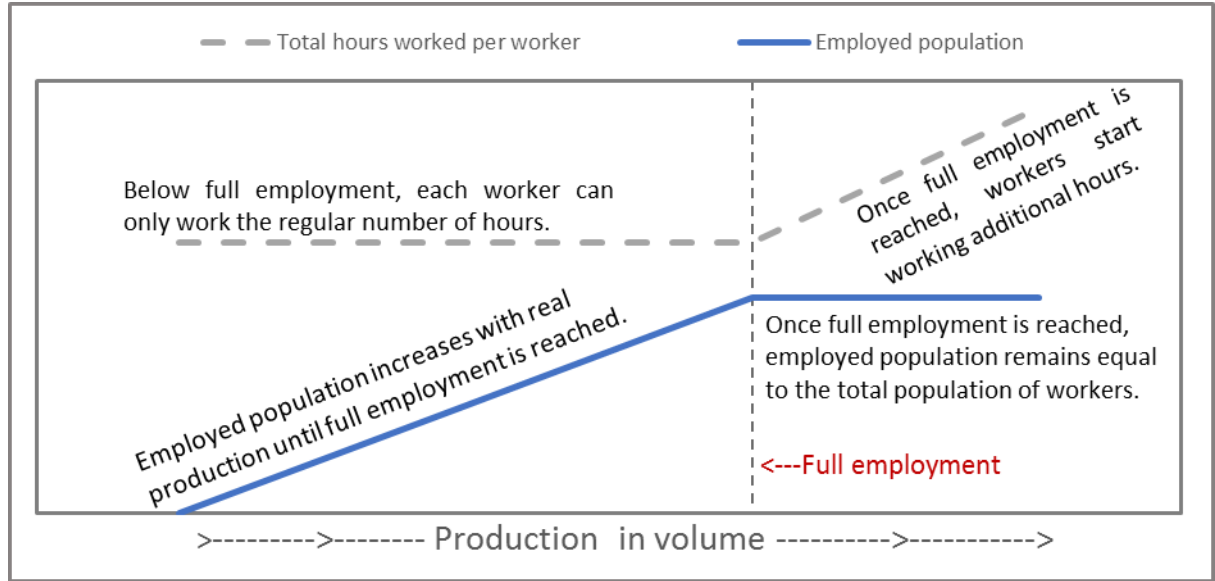 Total hours worked per worker
Employed population
Below full employment, each worker can
only work the regular number of hours.
Once full employment is
reached, workers start
working additional hours.
Employed population increases with real
production until full employment is reached.
Once full employment is reached,
employed population remains equal
to the total population of workers.
<---Full employment
>--------->-------- Production in volume ---------->----------->